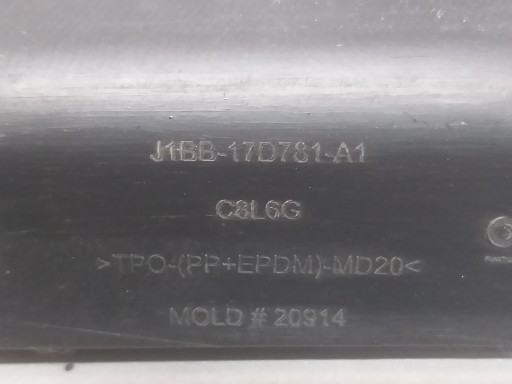 J1BB-17D781-A1
C8L6G
>TPO-(PP+EPDM)-MD20<
MOLD # 20914